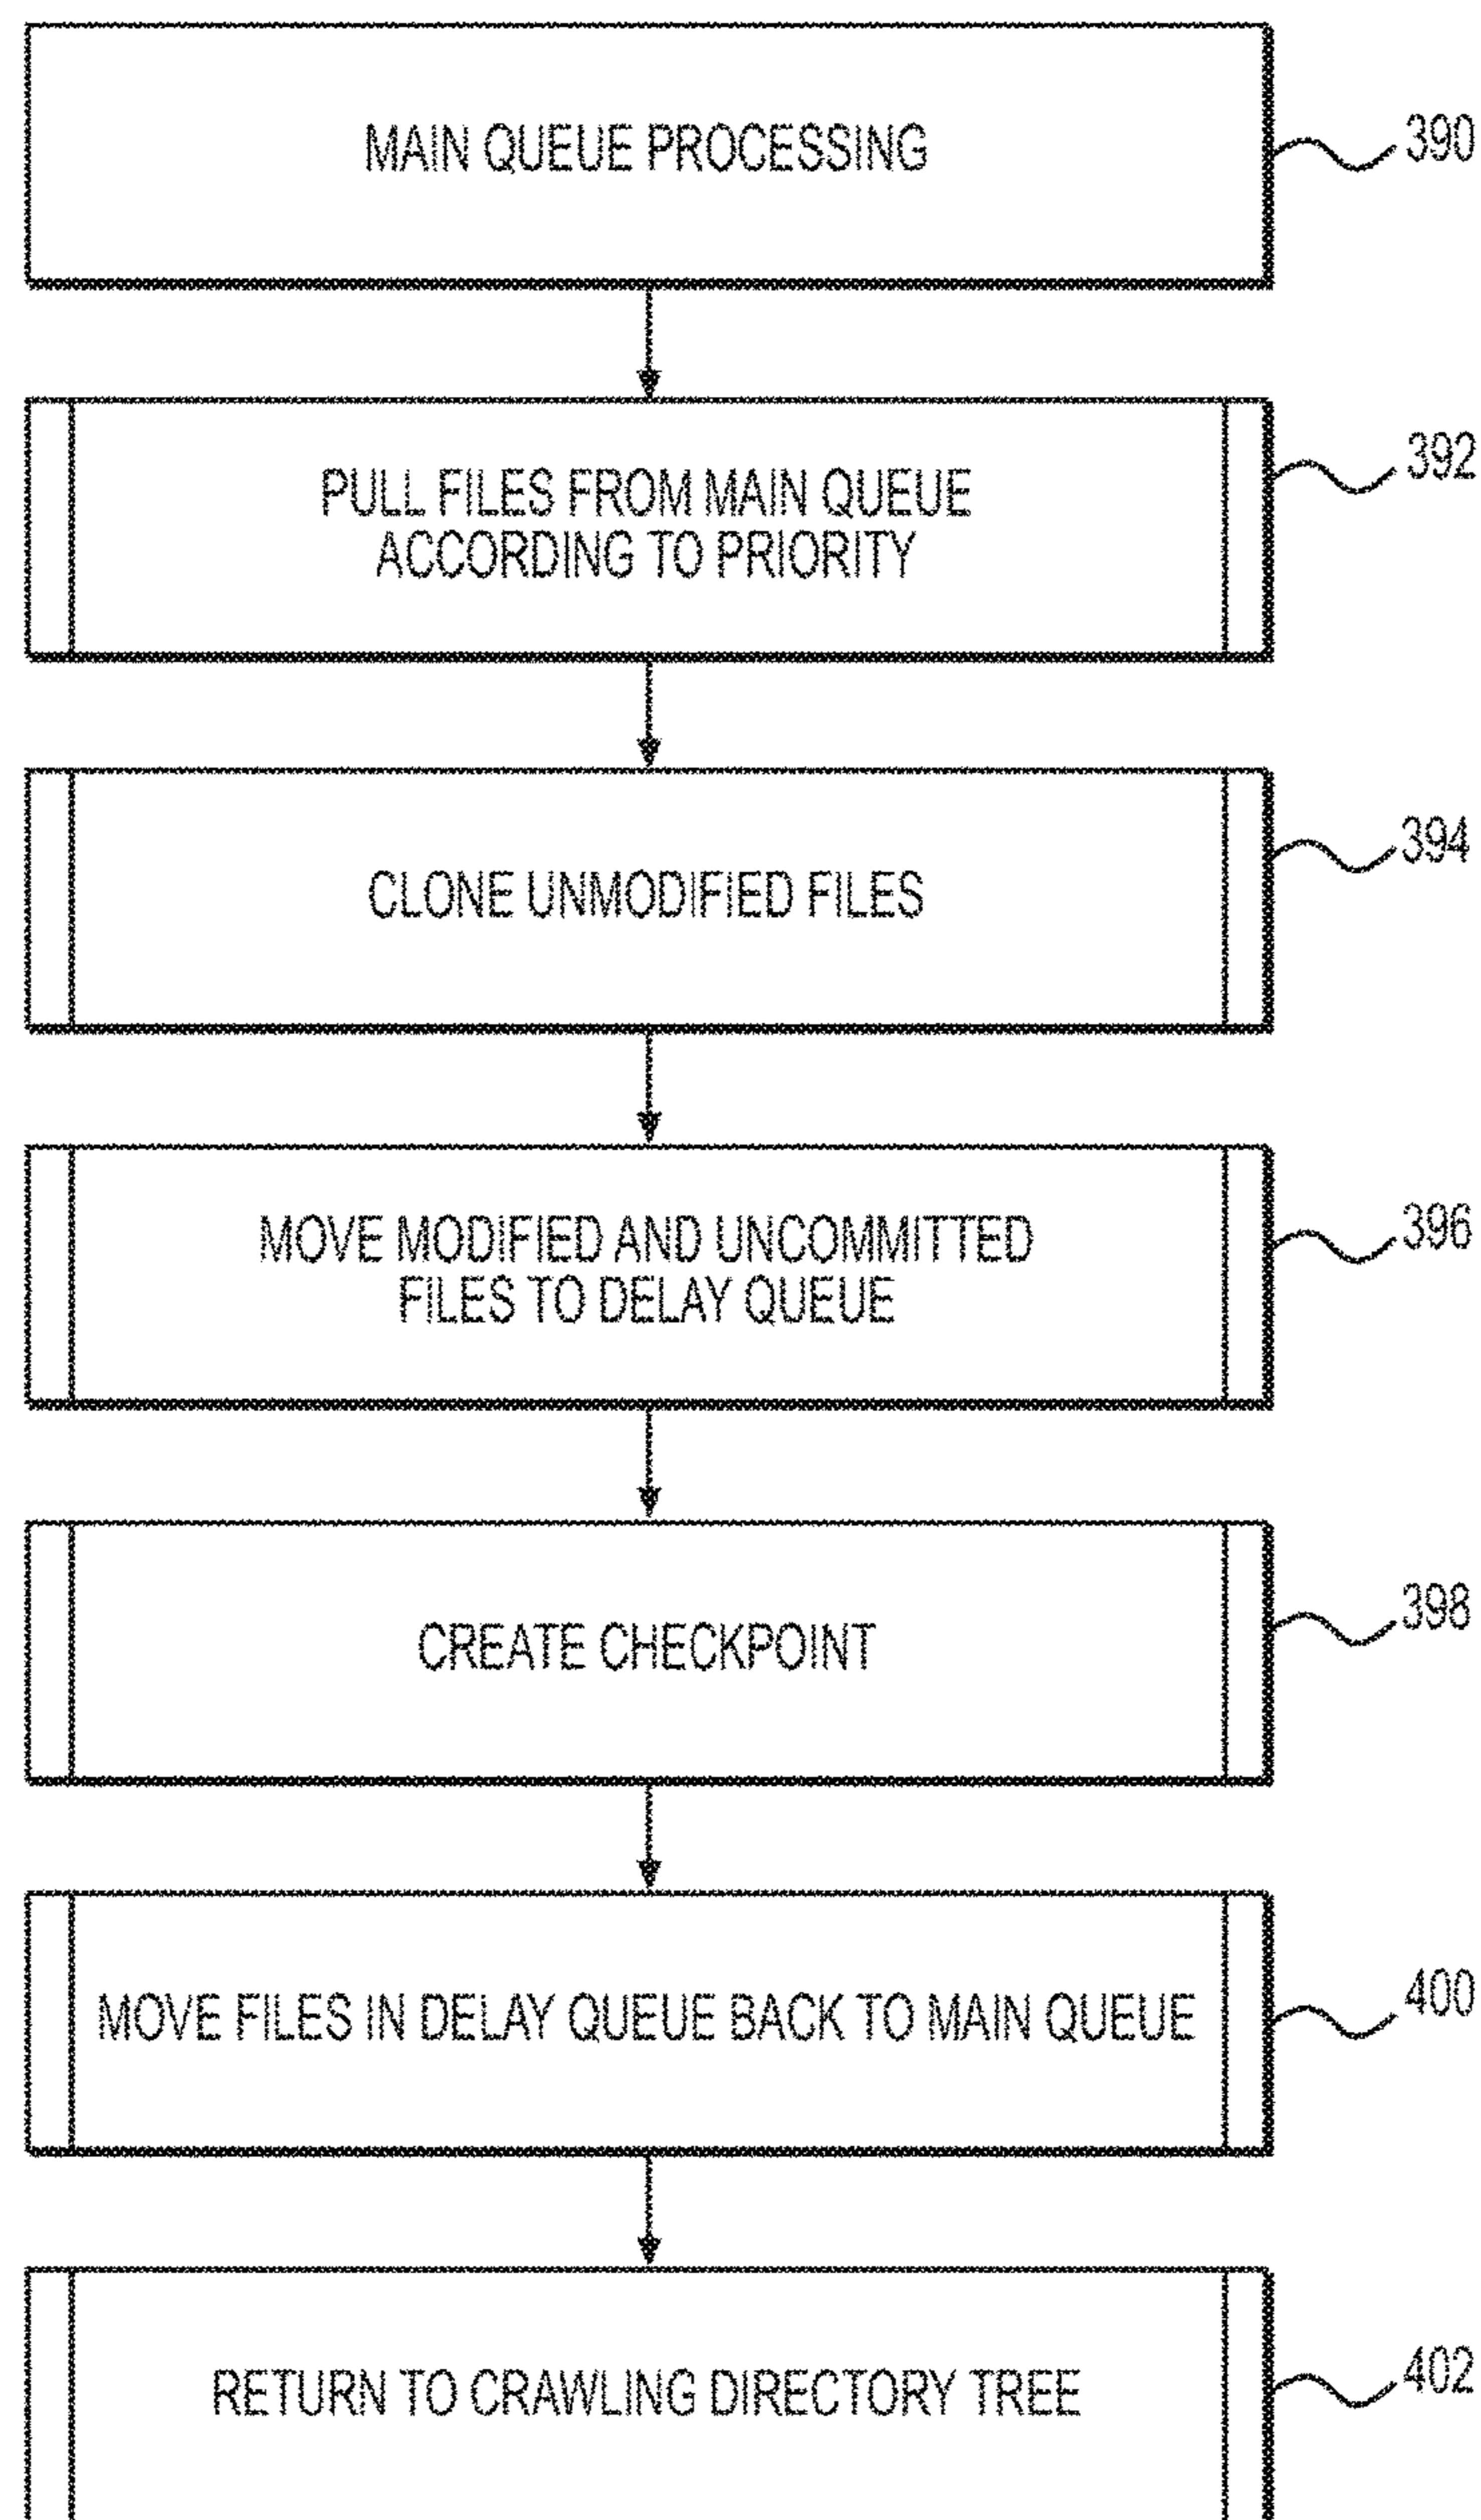 MAIN QUEUE PROCESSING
390
PULL FILES FROM MAIN QUEUE
ACCORDING TO PRIORITY
392
CLONE UNMODIFIED FILES
394
MOVE MODIFIED AND UNCOMMITTED
FILES TO DELAY QUEUE
396
CREATE CHECKPOINT
398
MOVE FILES IN DELAY QUEUE BACK TO MAIN QUEUE
400
RETURN TO CRAWLING DIRECTORY TREE
402